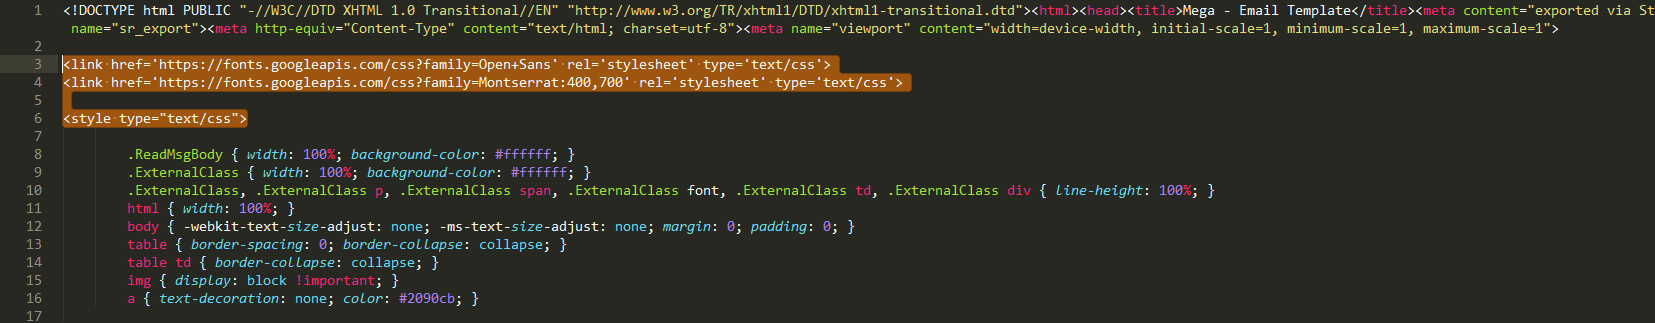 1 <!DOCTYPE html PUBLIC "-//W3C//DTD XHTML 1.0 Transitional//EN" "http://www.w3.org/TR/xhtml1/DTD/xhtml1-transitional.dtd"><html><head><title>Mega - Email Template</title><meta content="exported via St
name="sr_export"><meta http-equiv="Content-Type" content="text/html; charset=utf-8"><meta name="viewport" content="width=device-width, initial-scale=1, minimum-scale=1, maximum-scale=1">
2
3 <link href='https://fonts.googleapis.com/css?family=Open+Sans' rel='stylesheet' type='text/css'>
4 <link href='https://fonts.googleapis.com/css?family=Montserrat:400,700' rel='stylesheet' type='text/css'>
5
6 <style type="text/css">
7
8 .ReadMsgBody { width: 100%; background-color: #ffffff; }
9 .ExternalClass { width: 100%; background-color: #ffffff; }
10 .ExternalClass, .ExternalClass p, .ExternalClass span, .ExternalClass font, .ExternalClass td, .ExternalClass div { line-height: 100%; }
11 html { width: 100%; }
12 body { -webkit-text-size-adjust: none; -ms-text-size-adjust: none; margin: 0; padding: 0; }
13 table { border-spacing: 0; border-collapse: collapse; }
14 table td { border-collapse: collapse; }
15 img { display: block !important; }
16 a { text-decoration: none; color: #2090cb; }
17